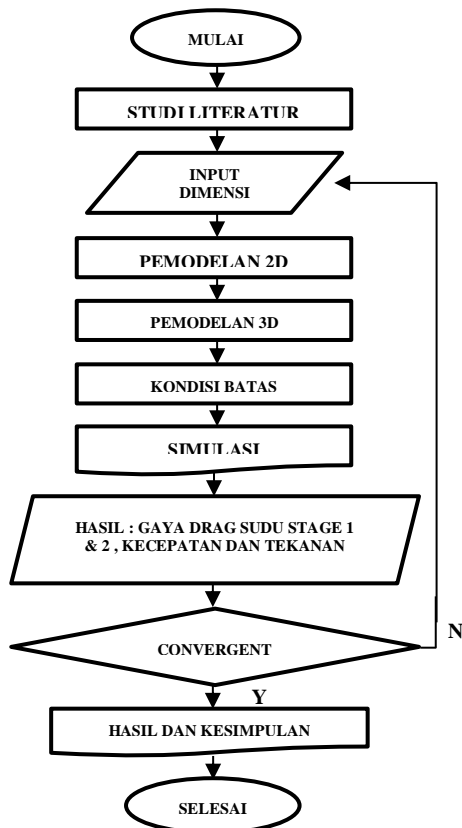 MULAI
STUDI LITERATUR
INPUT
DIMENSI
PEMODELAN 2D
PEMODELAN 3D
KONDISI BATAS
SIMULASI
HASIL : GAYA DRAG SUDU STAGE 1
& 2 , KECEPATAN DAN TEKANAN
CONVERGENT
N
Y
HASIL DAN KESIMPULAN
SELESAI